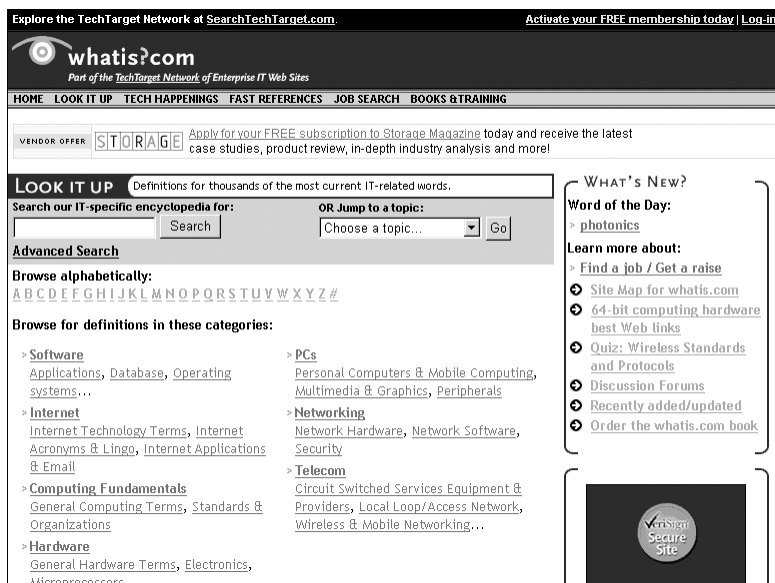 Explore the TechTarget Network at SearchTechTarget.com.
Activate your FREE membership today | Log-in
whatis?com
Part of the TechTarget Network of Enterprise IT Web Sites
HOME LOOK IT UP TECH HAPPENINGS FAST REFERENCES JOB SEARCH BOOKS & TRAINING
VENDOR OFFER STORAGE Apply for your FREE subscription to Storage Magazine today and receive the latest
case studies, product review, in-depth industry analysis and more!
LOOK IT UP Definitions for thousands of the most current IT-related words.
Search our IT-specific encyclopedia for:
Search
OR Jump to a topic:
Choose a topic... Go
Advanced Search
Browse alphabetically:
A B C D E F G H I J K L M N O P Q R S T U V W X Y Z #
Browse for definitions in these categories:
> Software
Applications, Database, Operating
systems...
> Internet
Internet Technology Terms, Internet
Acronyms & Lingo, Internet Applications
& Email
> Computing Fundamentals
General Computing Terms, Standards &
Organizations
> Hardware
General Hardware Terms, Electronics,
Microprocessors
> PCs
Personal Computers & Mobile Computing,
Multimedia & Graphics, Peripherals
> Networking
Network Hardware, Network Software,
Security
> Telecom
Circuit Switched Services Equipment &
Providers, Local Loop/Access Network,
Wireless & Mobile Networking...
WHAT'S NEW?
Word of the Day:
> photonics
Learn more about:
> Find a job / Get a raise
Site Map for whatis.com
64-bit computing hardware
best Web links
Quiz: Wireless Standards
and Protocols
Discussion Forums
Recently added/updated
Order the whatis.com book
VeriSign
Secure
Site